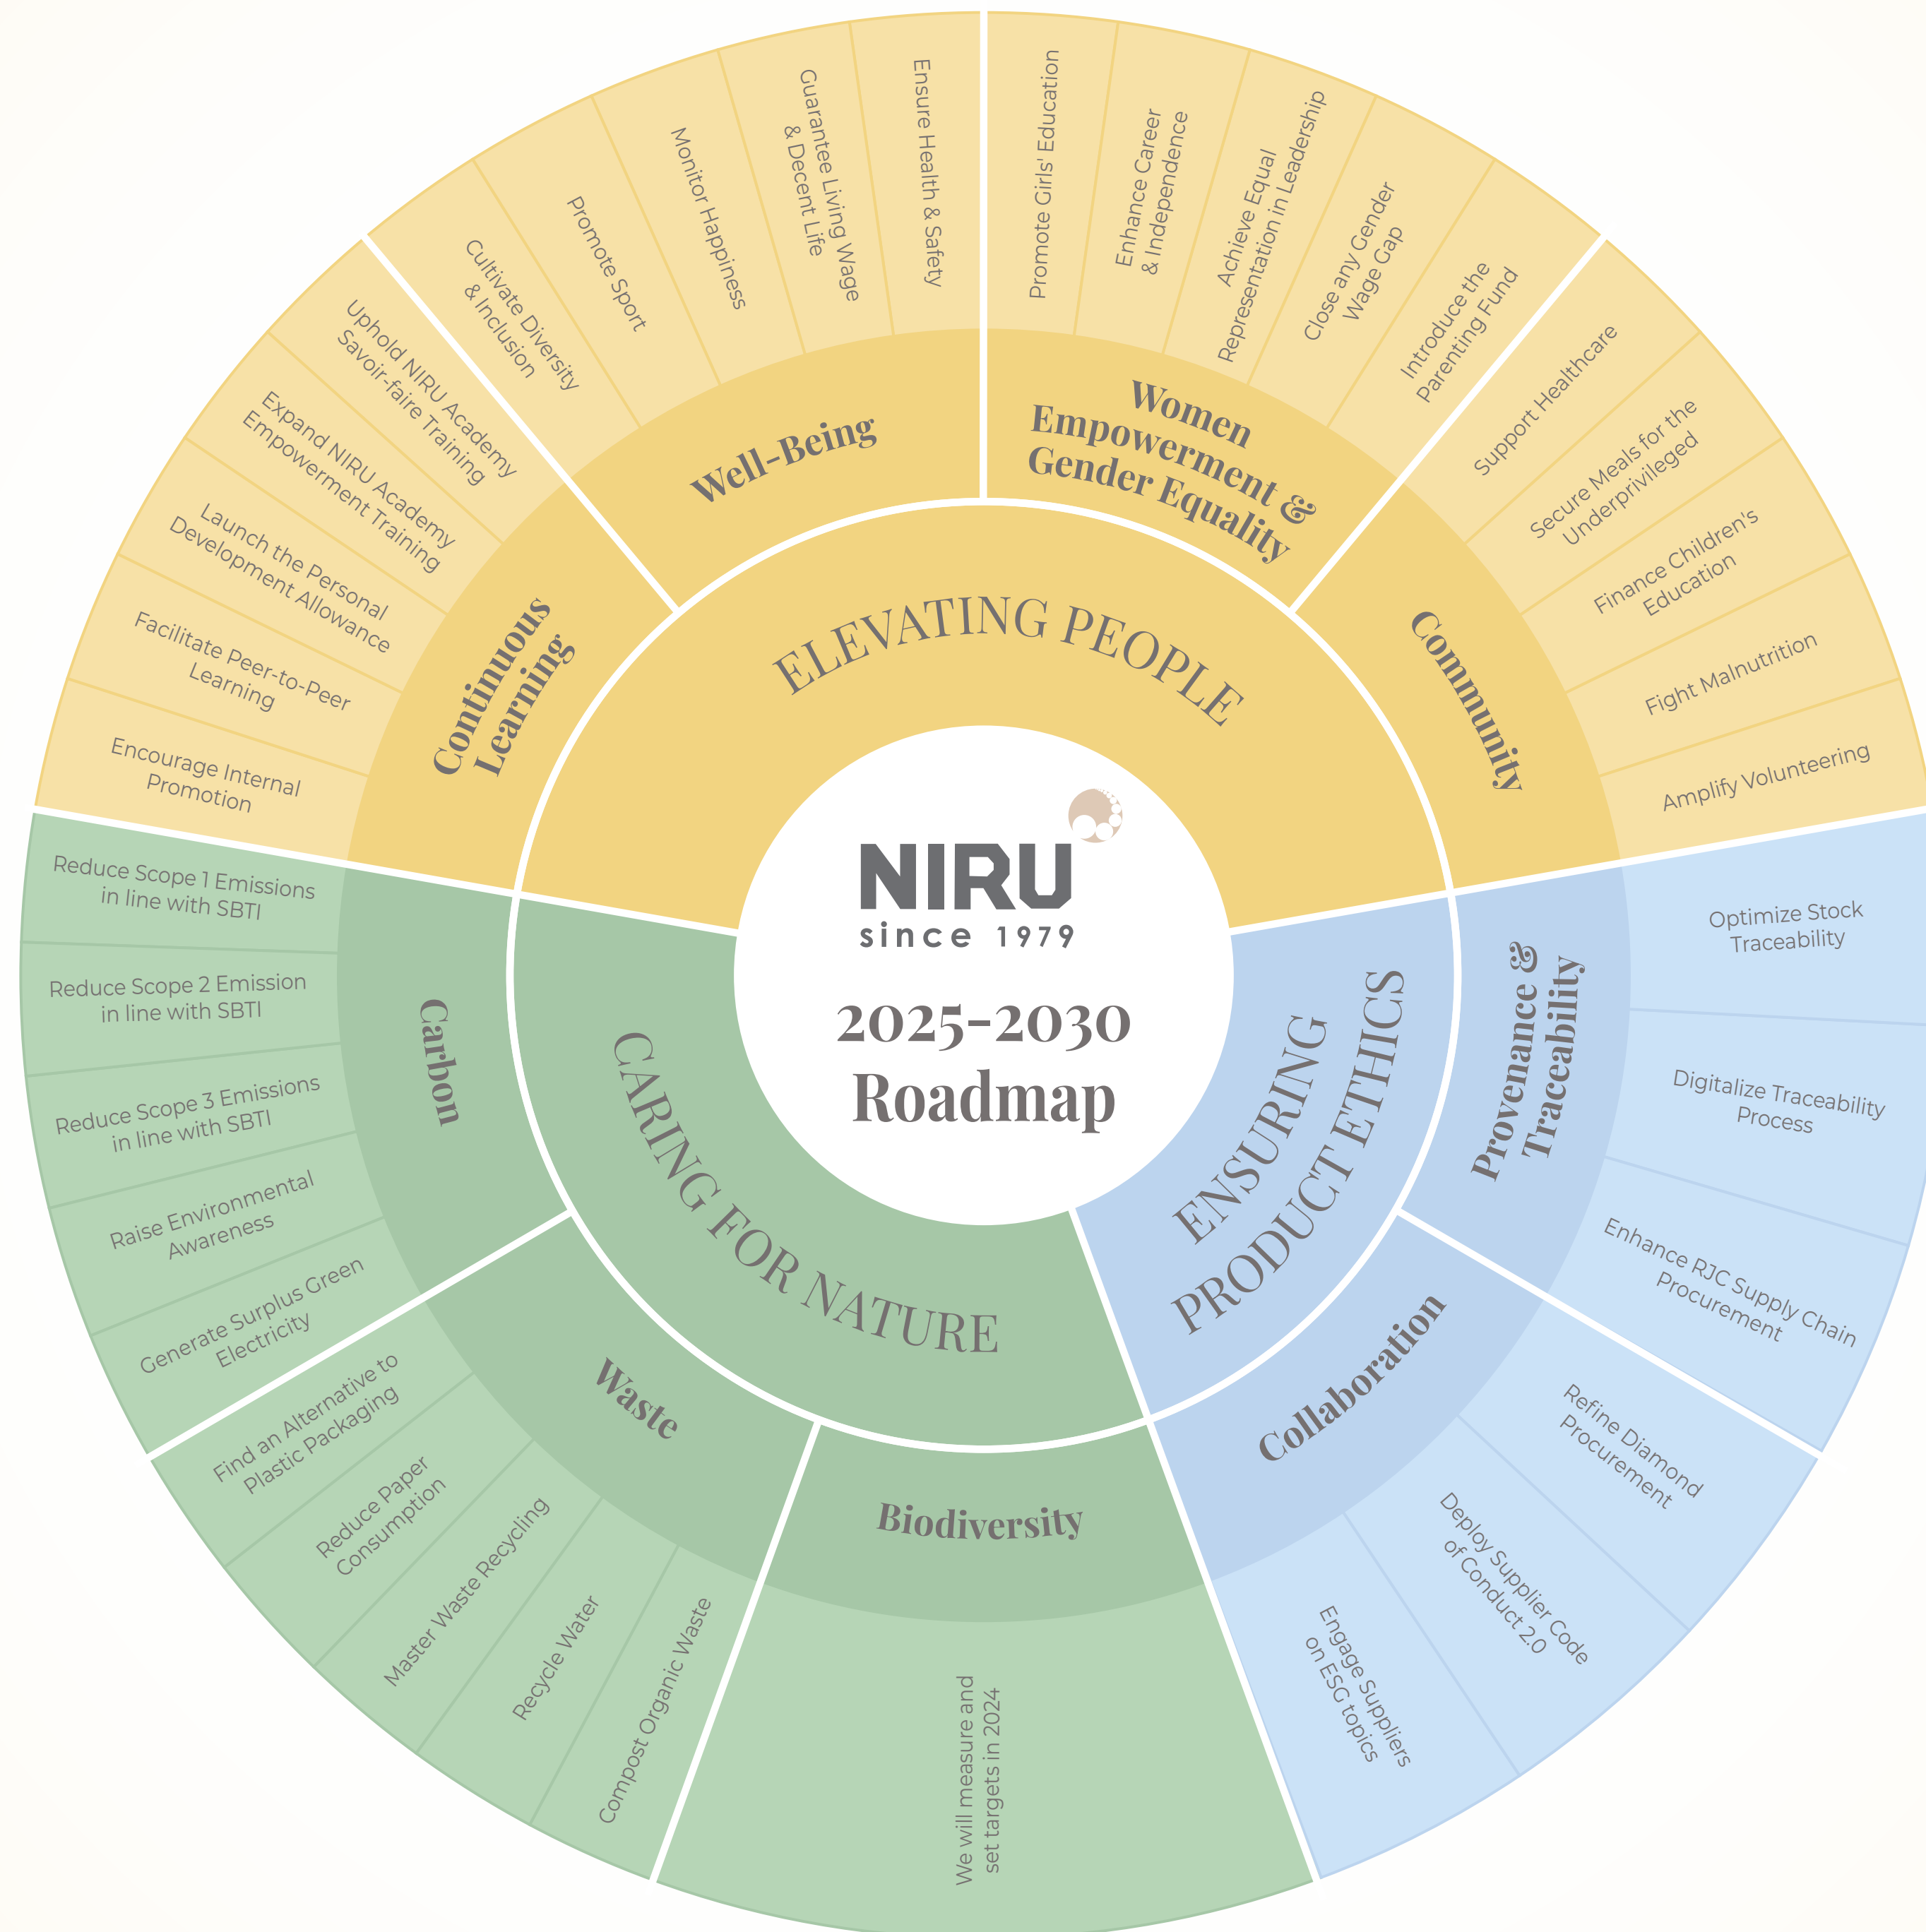 NIRU
since 1979
2025-2030
Roadmap
ELEVATING PEOPLE
Continuous
Learning
Encourage Internal
Promotion
Facilitate Peer-to-Peer
Learning
Launch the Personal
Development Allowance
Expand NIRU Academy
Empowerment Training
Uphold NIRU Academy
Savoir-faire Training
Well-Being
Cultivate Diversity
& Inclusion
Promote Sport
Monitor Happiness
Guarantee Living Wage
& Decent Life
Ensure Health & Safety
Women
Empowerment &
Gender Equality
Promote Girls' Education
Enhance Career
& Independence
Achieve Equal
Representation in Leadership
Close any Gender
Wage Gap
Introduce the
Parenting Fund
Community
Support Healthcare
Secure Meals for the
Underprivileged
Finance Children's
Education
Fight Malnutrition
Amplify Volunteering
ENSURING
PRODUCT ETHICS
Provenance &
Traceability
Optimize Stock
Traceability
Digitalize Traceability
Process
Enhance RJC Supply Chain
Procurement
Collaboration
Refine Diamond
Procurement
Deploy Supplier Code
of Conduct 2.0
Engage Suppliers
on ESG topics
CARING FOR NATURE
Biodiversity
We will measure and
set targets in 2024
Waste
Compost Organic Waste
Recycle Water
Master Waste Recycling
Reduce Paper
Consumption
Find an Alternative to
Plastic Packaging
Carbon
Generate Surplus Green
Electricity
Raise Environmental
Awareness
Reduce Scope 3 Emissions
in line with SBTI
Reduce Scope 2 Emission
in line with SBTI
Reduce Scope 1 Emissions
in line with SBTI